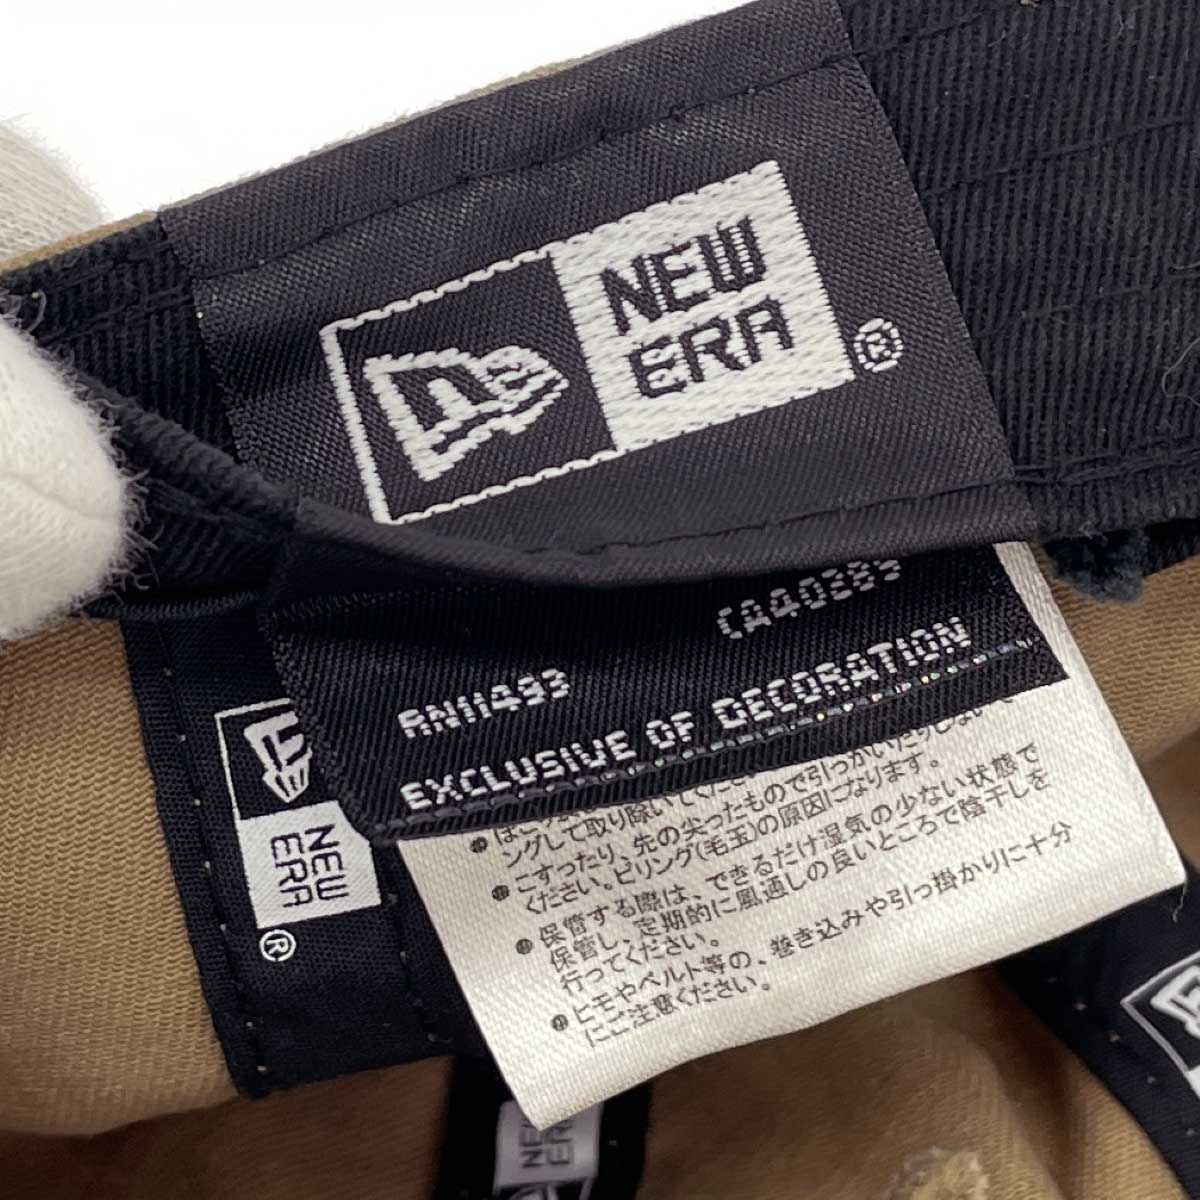 NEW
ERA
®
CA40285
RN11493
EXCLUSIVE OF DECORATION
NEW
ERA
®
ングして取り除いてください
こすったり、先の尖ったもので引っかいたりしないで
ください。ピリング(毛玉)の原因になります。
保管する際は、できるだけ湿気の少ない状態で
保管し、定期的に風通しの良いところで陰干しを
行ってください。
ヒモやベルト等の、巻き込みや引っ掛かりに十分
にご注意ください。
NEW
ERA